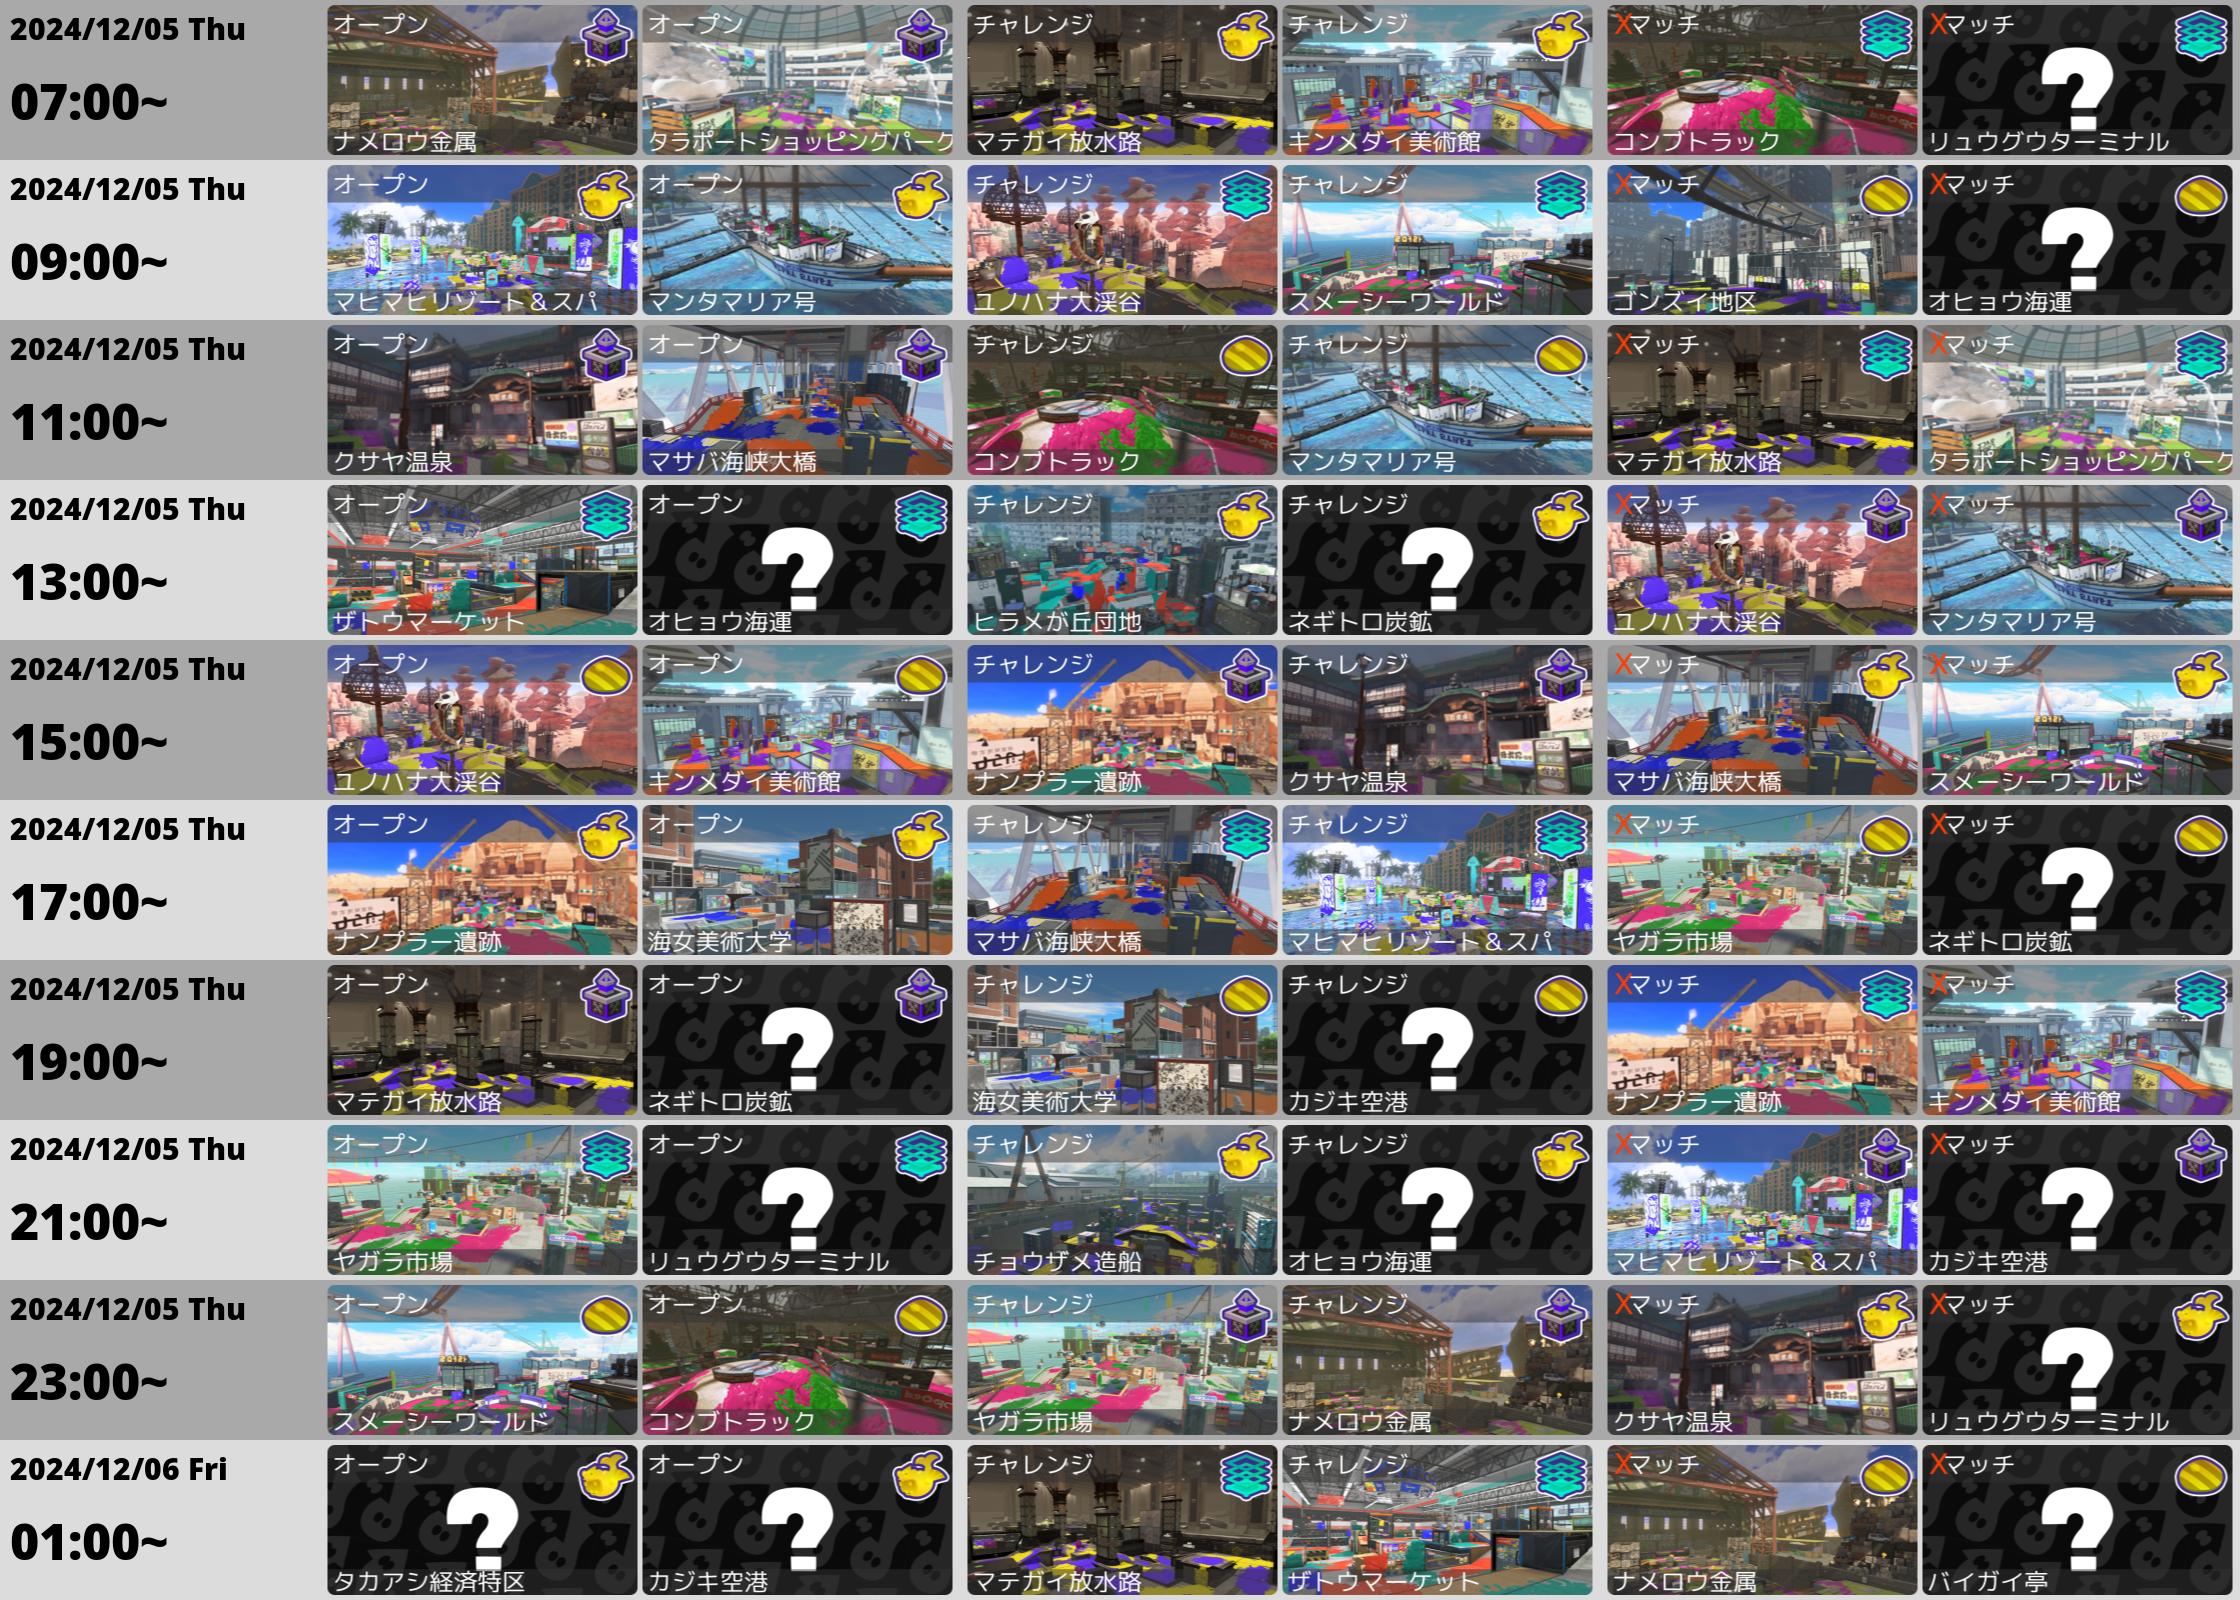 2024/12/05 Thu
07:00~
オープン
ナメロウ金属
オープン
タラポートショッピングパーク
チャレンジ
マテガイ放水路
チャレンジ
キンメダイ美術館
Xマッチ
コンブトラック
Xマッチ
?
リュウグウターミナル
2024/12/05 Thu
09:00~
オープン
マヒマヒリゾート&スパ
オープン
マンタマリア号
チャレンジ
ユノハナ大渓谷
チャレンジ
スメーシーワールド
Xマッチ
ゴンズイ地区
Xマッチ
?
オヒョウ海運
2024/12/05 Thu
11:00~
オープン
クサヤ温泉
オープン
マサバ海峡大橋
チャレンジ
コンブトラック
チャレンジ
マンタマリア号
Xマッチ
マテガイ放水路
Xマッチ
タラポートショッピングパーク
2024/12/05 Thu
13:00~
オープン
ザトウマーケット
オープン
?
オヒョウ海運
チャレンジ
ヒラメが丘団地
チャレンジ
?
ネギトロ炭鉱
Xマッチ
ユノハナ大渓谷
Xマッチ
マンタマリア号
2024/12/05 Thu
15:00~
オープン
ユノハナ大渓谷
オープン
キンメダイ美術館
チャレンジ
ナンプラー遺跡
チャレンジ
クサヤ温泉
Xマッチ
マサバ海峡大橋
Xマッチ
スメーシーワールド
2024/12/05 Thu
17:00~
オープン
ナンプラー遺跡
オープン
海女美術大学
チャレンジ
マサバ海峡大橋
チャレンジ
マヒマヒリゾート&スパ
Xマッチ
ヤガラ市場
Xマッチ
?
ネギトロ炭鉱
2024/12/05 Thu
19:00~
オープン
マテガイ放水路
オープン
?
ネギトロ炭鉱
チャレンジ
海女美術大学
チャレンジ
?
カジキ空港
Xマッチ
ナンプラー遺跡
Xマッチ
キンメダイ美術館
2024/12/05 Thu
21:00~
オープン
ヤガラ市場
オープン
?
リュウグウターミナル
チャレンジ
チョウザメ造船
チャレンジ
?
オヒョウ海運
Xマッチ
マヒマヒリゾート&スパ
Xマッチ
?
カジキ空港
2024/12/05 Thu
23:00~
オープン
スメーシーワールド
オープン
コンブトラック
チャレンジ
ヤガラ市場
チャレンジ
ナメロウ金属
Xマッチ
クサヤ温泉
Xマッチ
?
リュウグウターミナル
2024/12/06 Fri
01:00~
オープン
?
タカアシ経済特区
オープン
?
カジキ空港
チャレンジ
マテガイ放水路
チャレンジ
ザトウマーケット
Xマッチ
ナメロウ金属
Xマッチ
?
バイガイ亭